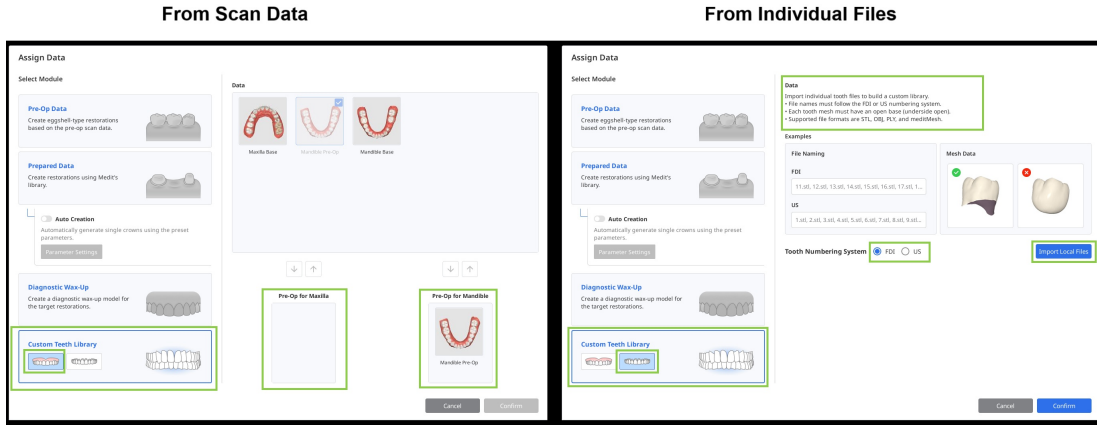 From Scan Data
From Individual Files
Assign Data
Select Module
Pre-Op Data
Create eggshell-type restorations
based on the pre-op scan data.
Prepared Data
Create restorations using Medit's
library.
Auto Creation
Automatically generate single crowns using the preset
parameters.
Parameter Settings
Diagnostic Wax-Up
Create a diagnostic wax-up model for
the target restorations.
Custom Teeth Library
Data
Maxilla Base
Mandible Pre-Op
Mandible Base
Pre-Op for Maxilla
Pre-Op for Mandible
Mandible Pre-Op
Cancel
Confirm
Assign Data
Select Module
Pre-Op Data
Create eggshell-type restorations
based on the pre-op scan data.
Prepared Data
Create restorations using Medit's
library.
Auto Creation
Automatically generate single crowns using the preset
parameters.
Parameter Settings
Diagnostic Wax-Up
Create a diagnostic wax-up model for
the target restorations.
Custom Teeth Library
Data
Import individual tooth files to build a custom library.
• File names must follow the FDI or US numbering system.
• Each tooth mesh must have an open base (underside open).
• Supported file formats are STL, OBJ, PLY, and meditMesh.
Examples
File Naming
FDI
11.stl, 12.stl, 13.stl, 14.stl, 15.stl, 16.stl, 17.stl, 1...
US
1.stl, 2.stl, 3.stl, 4.stl, 5.stl, 6.stl, 7.stl, 8.stl, 9.stl...
Mesh Data
Tooth Numbering System
FDI
US
Import Local Files
Cancel
Confirm